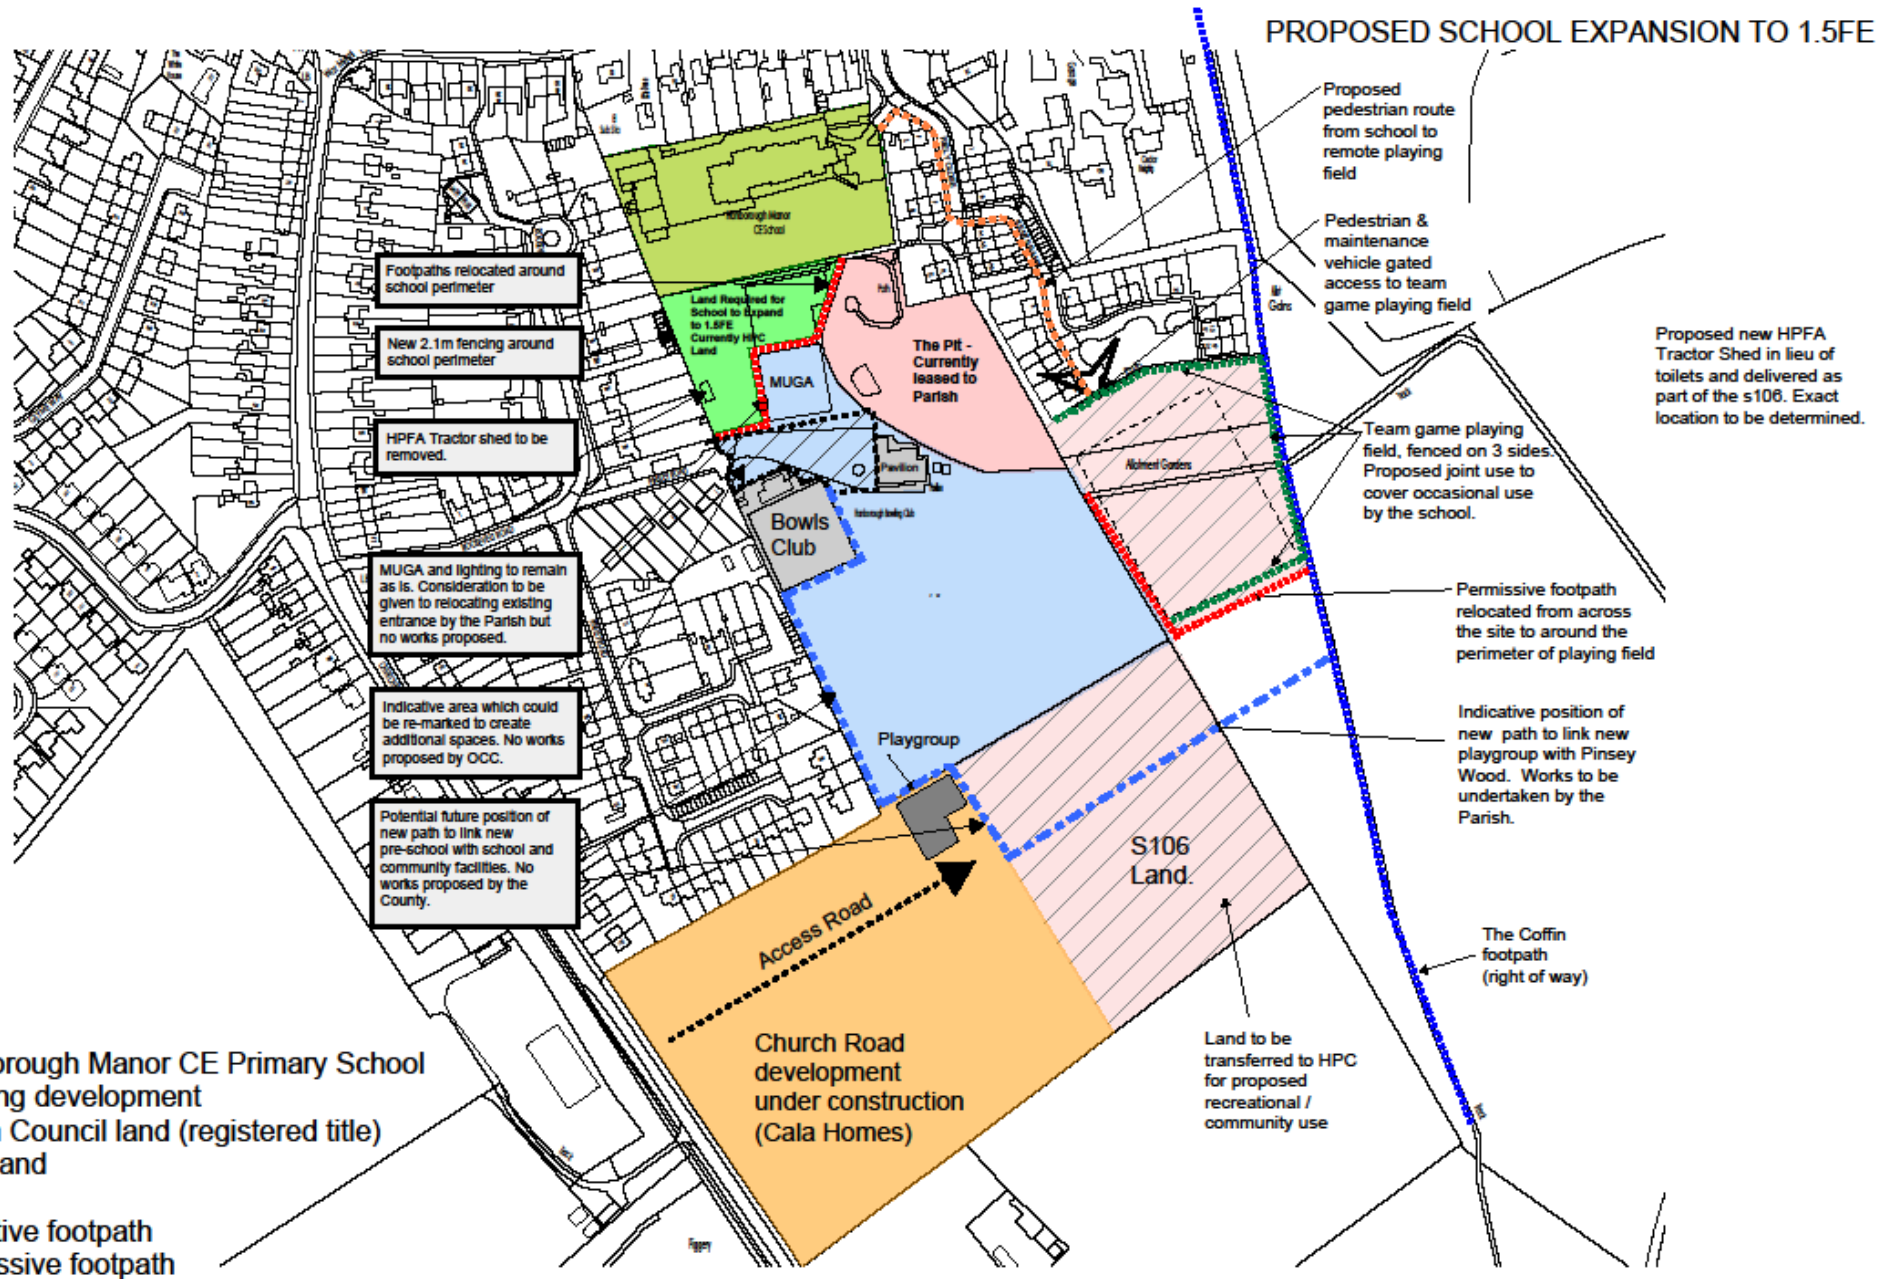 PROPOSED SCHOOL EXPANSION TO 1.5FE
Proposed
pedestrian route
from school to
remote playing
field
Pedestrian &
maintenance
vehicle gated
access to team
game playing field
Proposed new HPFA
Tractor Shed in lieu of
toilets and delivered as
part of the s106. Exact
location to be determined.
Team game playing
field, fenced on 3 sides.
Proposed joint use to
cover occasional use
by the school.
Permissive footpath
relocated from across
the site to around the
perimeter of playing field
Indicative position of
new path to link new
playgroup with Pinsey
Wood. Works to be
undertaken by the
Parish.
The Coffin
footpath
(right of way)
Land to be
transferred to HPC
for proposed
recreational /
community use
Footpaths relocated around
school perimeter
New 2.1m fencing around
school perimeter
HPFA Tractor shed to be
removed.
MUGA and lighting to remain
as is. Consideration to be
given to relocating existing
entrance by the Parish but
no works proposed.
Indicative area which could
be re-marked to create
additional spaces. No works
proposed by OCC.
Potential future position of
new path to link new
pre-school with school and
community facilities. No
works proposed by the
County.
Manor
CE School
Land Required for
School to Expand
to 1.5FE
Currently HPC
Land
MUGA
The Pit -
Currently
leased to
Parish
Path
Pavilion
Bowls
Club
Allotment Gardens
Track
Playgroup
S106
Land.
Access Road
Church Road
development
under construction
(Cala Homes)
orough Manor CE Primary School
ng development
Council land (registered title)
and
tive footpath
ssive footpath